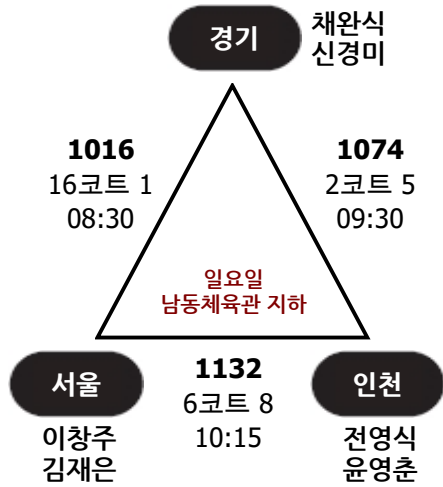 경기
채완식
신경미
1016
16코트 1
08:30
1074
2코트 5
09:30
일요일
남동체육관 지하
서울
이창주
김재은
1132
6코트 8
10:15
인천
전영식
윤영춘